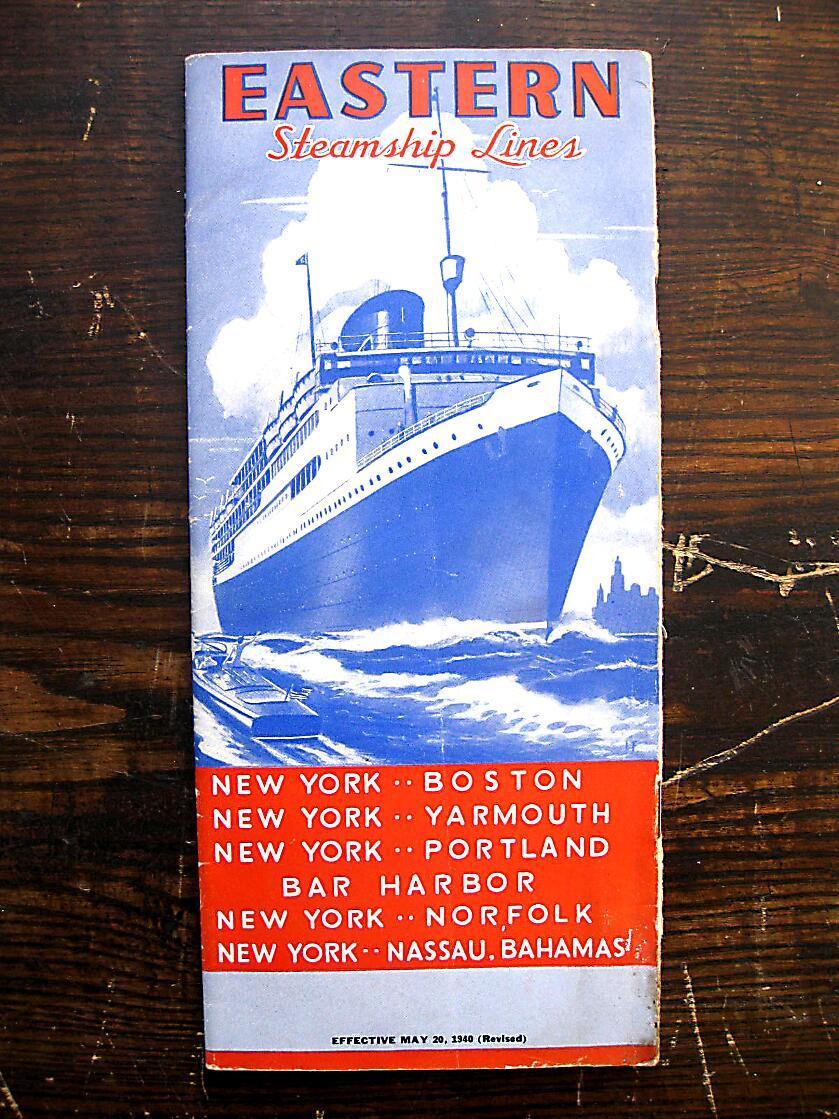 EASTERN
Steamship Lines
NEW YORK ·· BOSTON
NEW YORK ·· YARMOUTH
NEW YORK ·· PORTLAND
BAR HARBOR
NEW YORK ·· NORFOLK
NEW YORK ·· NASSAU, BAHAMAS
EFFECTIVE MAY 20, 1940 (Revised)